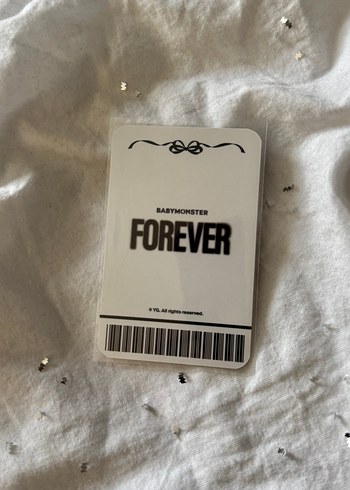 BABYMONSTER
FOREVER
© YG. All rights reserved.